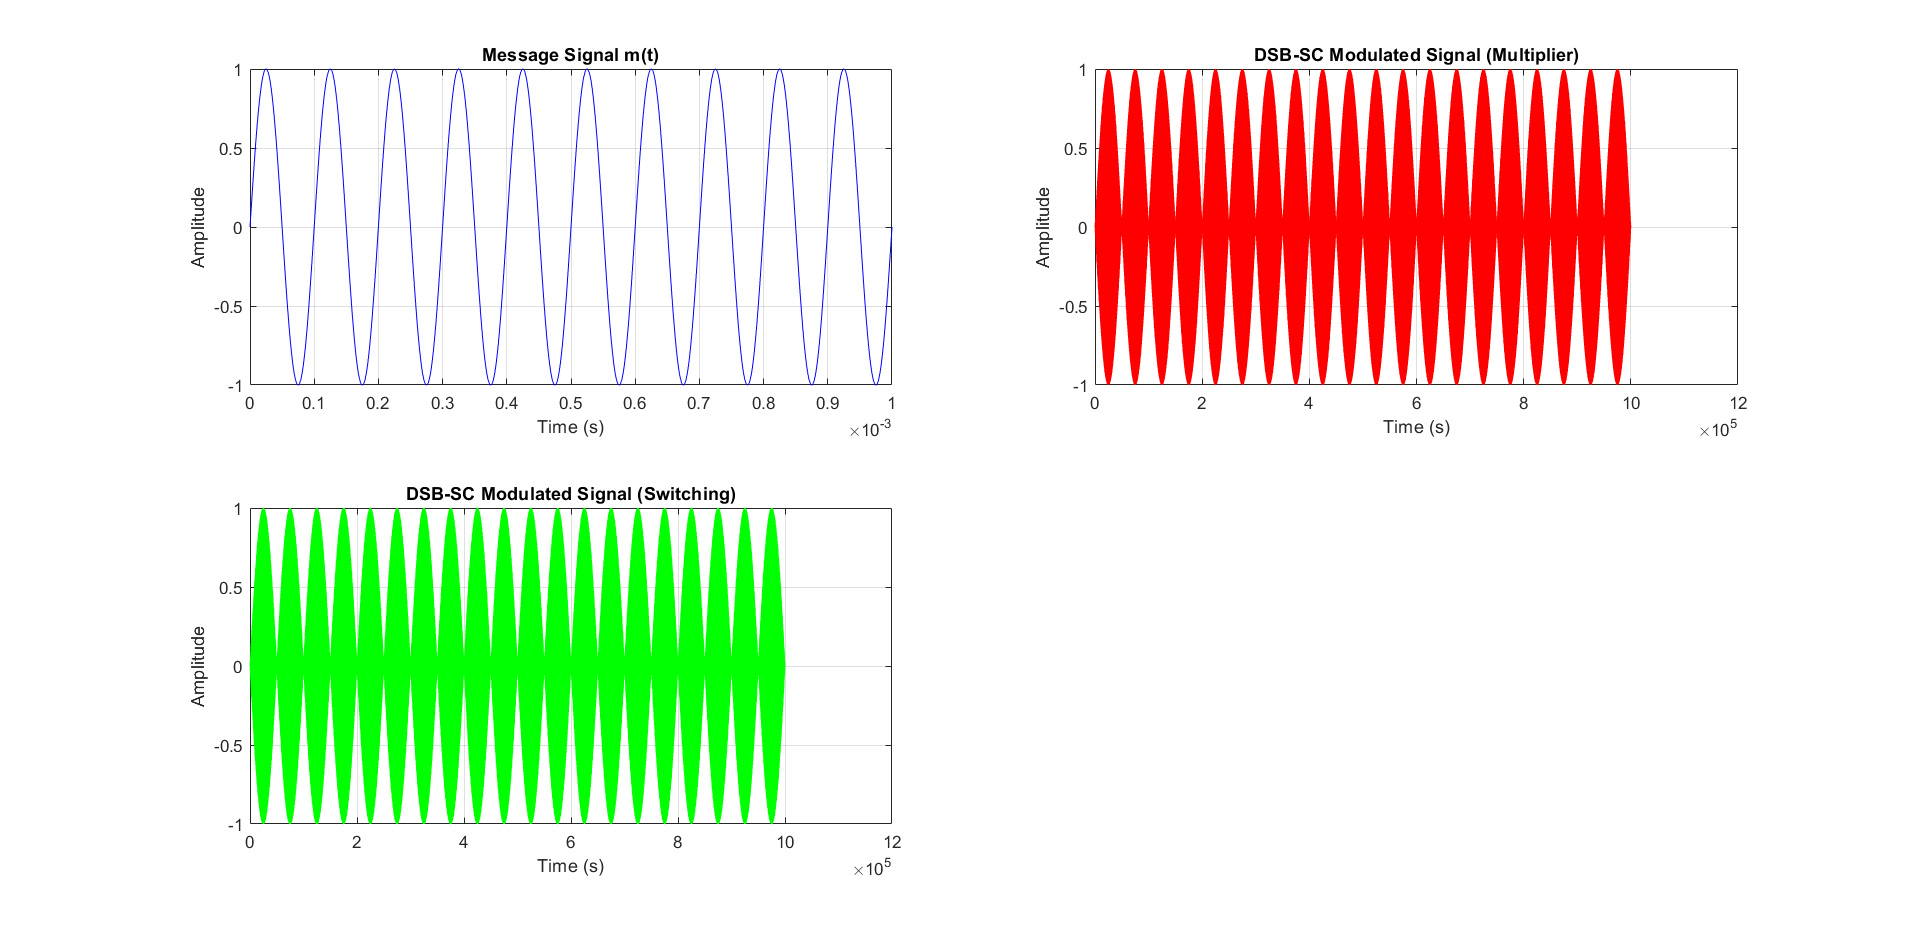 Message Signal m(t)
1
0.5
0
-0.5
-1
Amplitude
0 0.1 0.2 0.3 0.4 0.5 0.6 0.7 0.8 0.9 1
Time (s)
×10-3
DSB-SC Modulated Signal (Multiplier)
1
0.5
0
-0.5
-1
Amplitude
0 2 4 6 8 10 12
Time (s)
×105
DSB-SC Modulated Signal (Switching)
1
0.5
0
-0.5
-1
Amplitude
0 2 4 6 8 10 12
Time (s)
×105